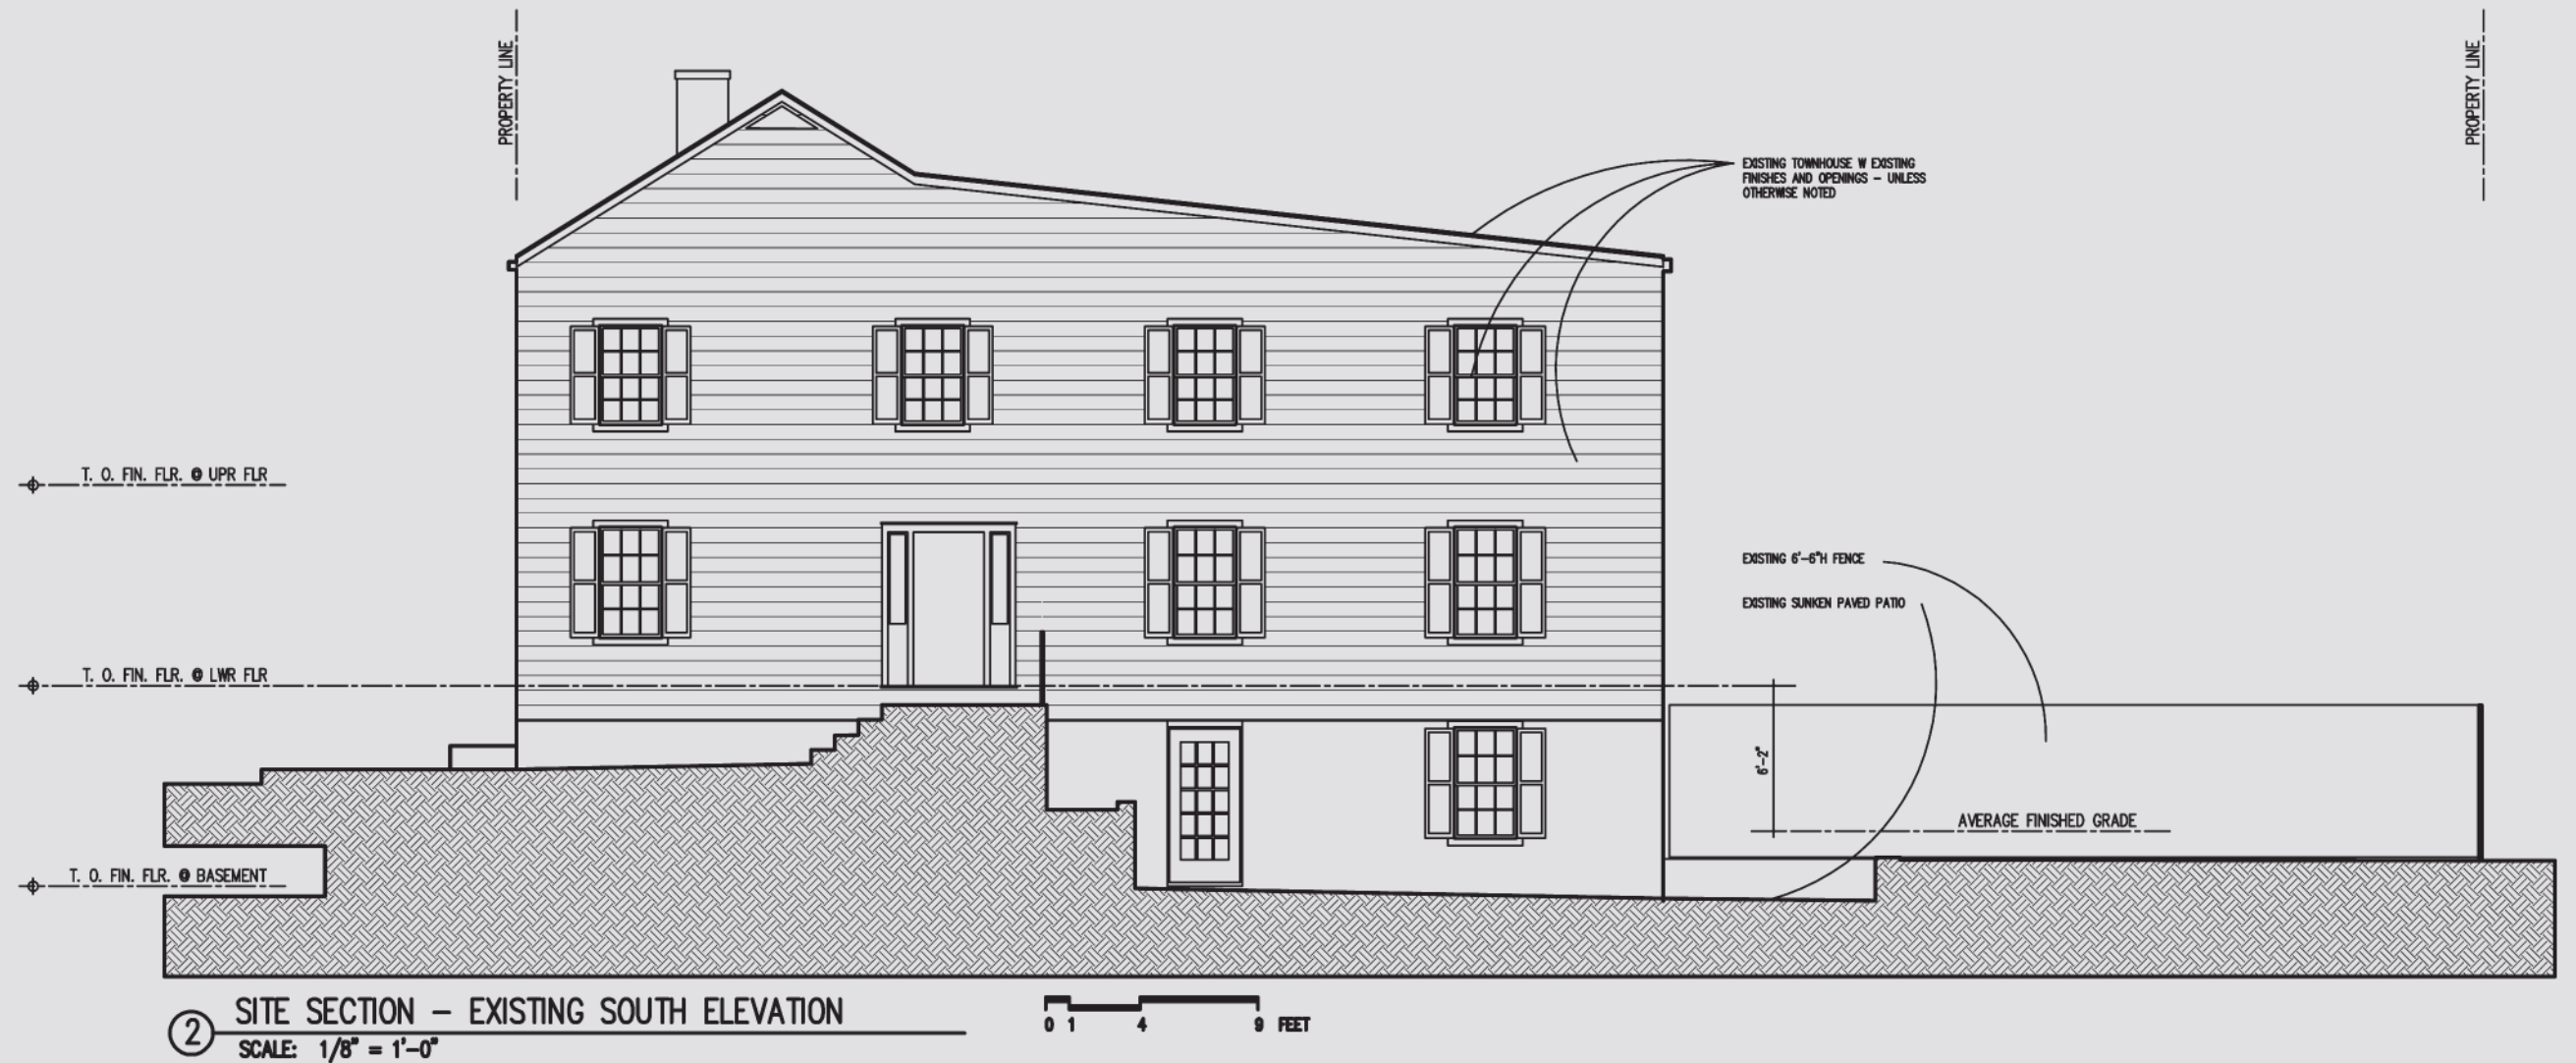 PROPERTY LINE
PROPERTY LINE
EXISTING TOWNHOUSE W EXISTING
FINISHES AND OPENINGS - UNLESS
OTHERWISE NOTED
T. O. FIN. FLR. @ UPR FLR
EXISTING 6'-6"H FENCE
EXISTING SUNKEN PAVED PATIO
T. O. FIN. FLR. @ LWR FLR
6'-2"
AVERAGE FINISHED GRADE
T. O. FIN. FLR. @ BASEMENT
2 SITE SECTION - EXISTING SOUTH ELEVATION
SCALE: 1/8" = 1'-0"
0 1 4 9 FEET